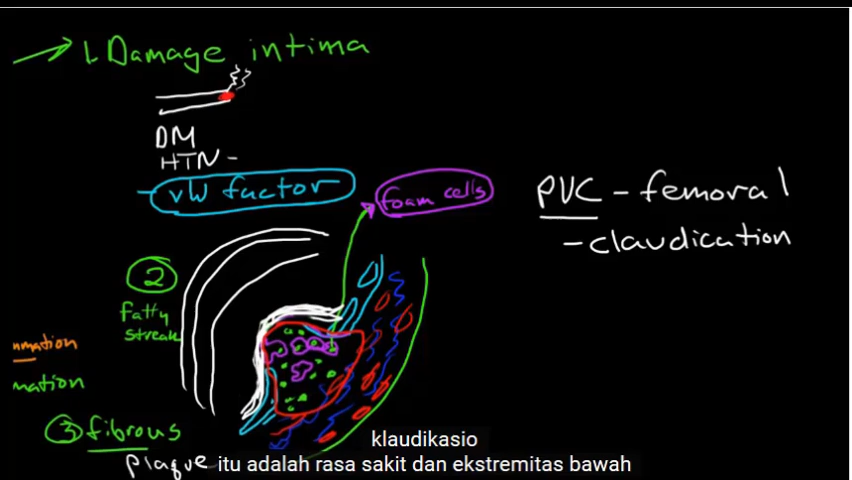 1. Damage intima
DM
HTN -
- vW factor
foam cells
PVC - femoral
- claudication
2
fatty
streak
mmation
mation
3 fibrous
plaque
klaudikasio
itu adalah rasa sakit dan ekstremitas bawah